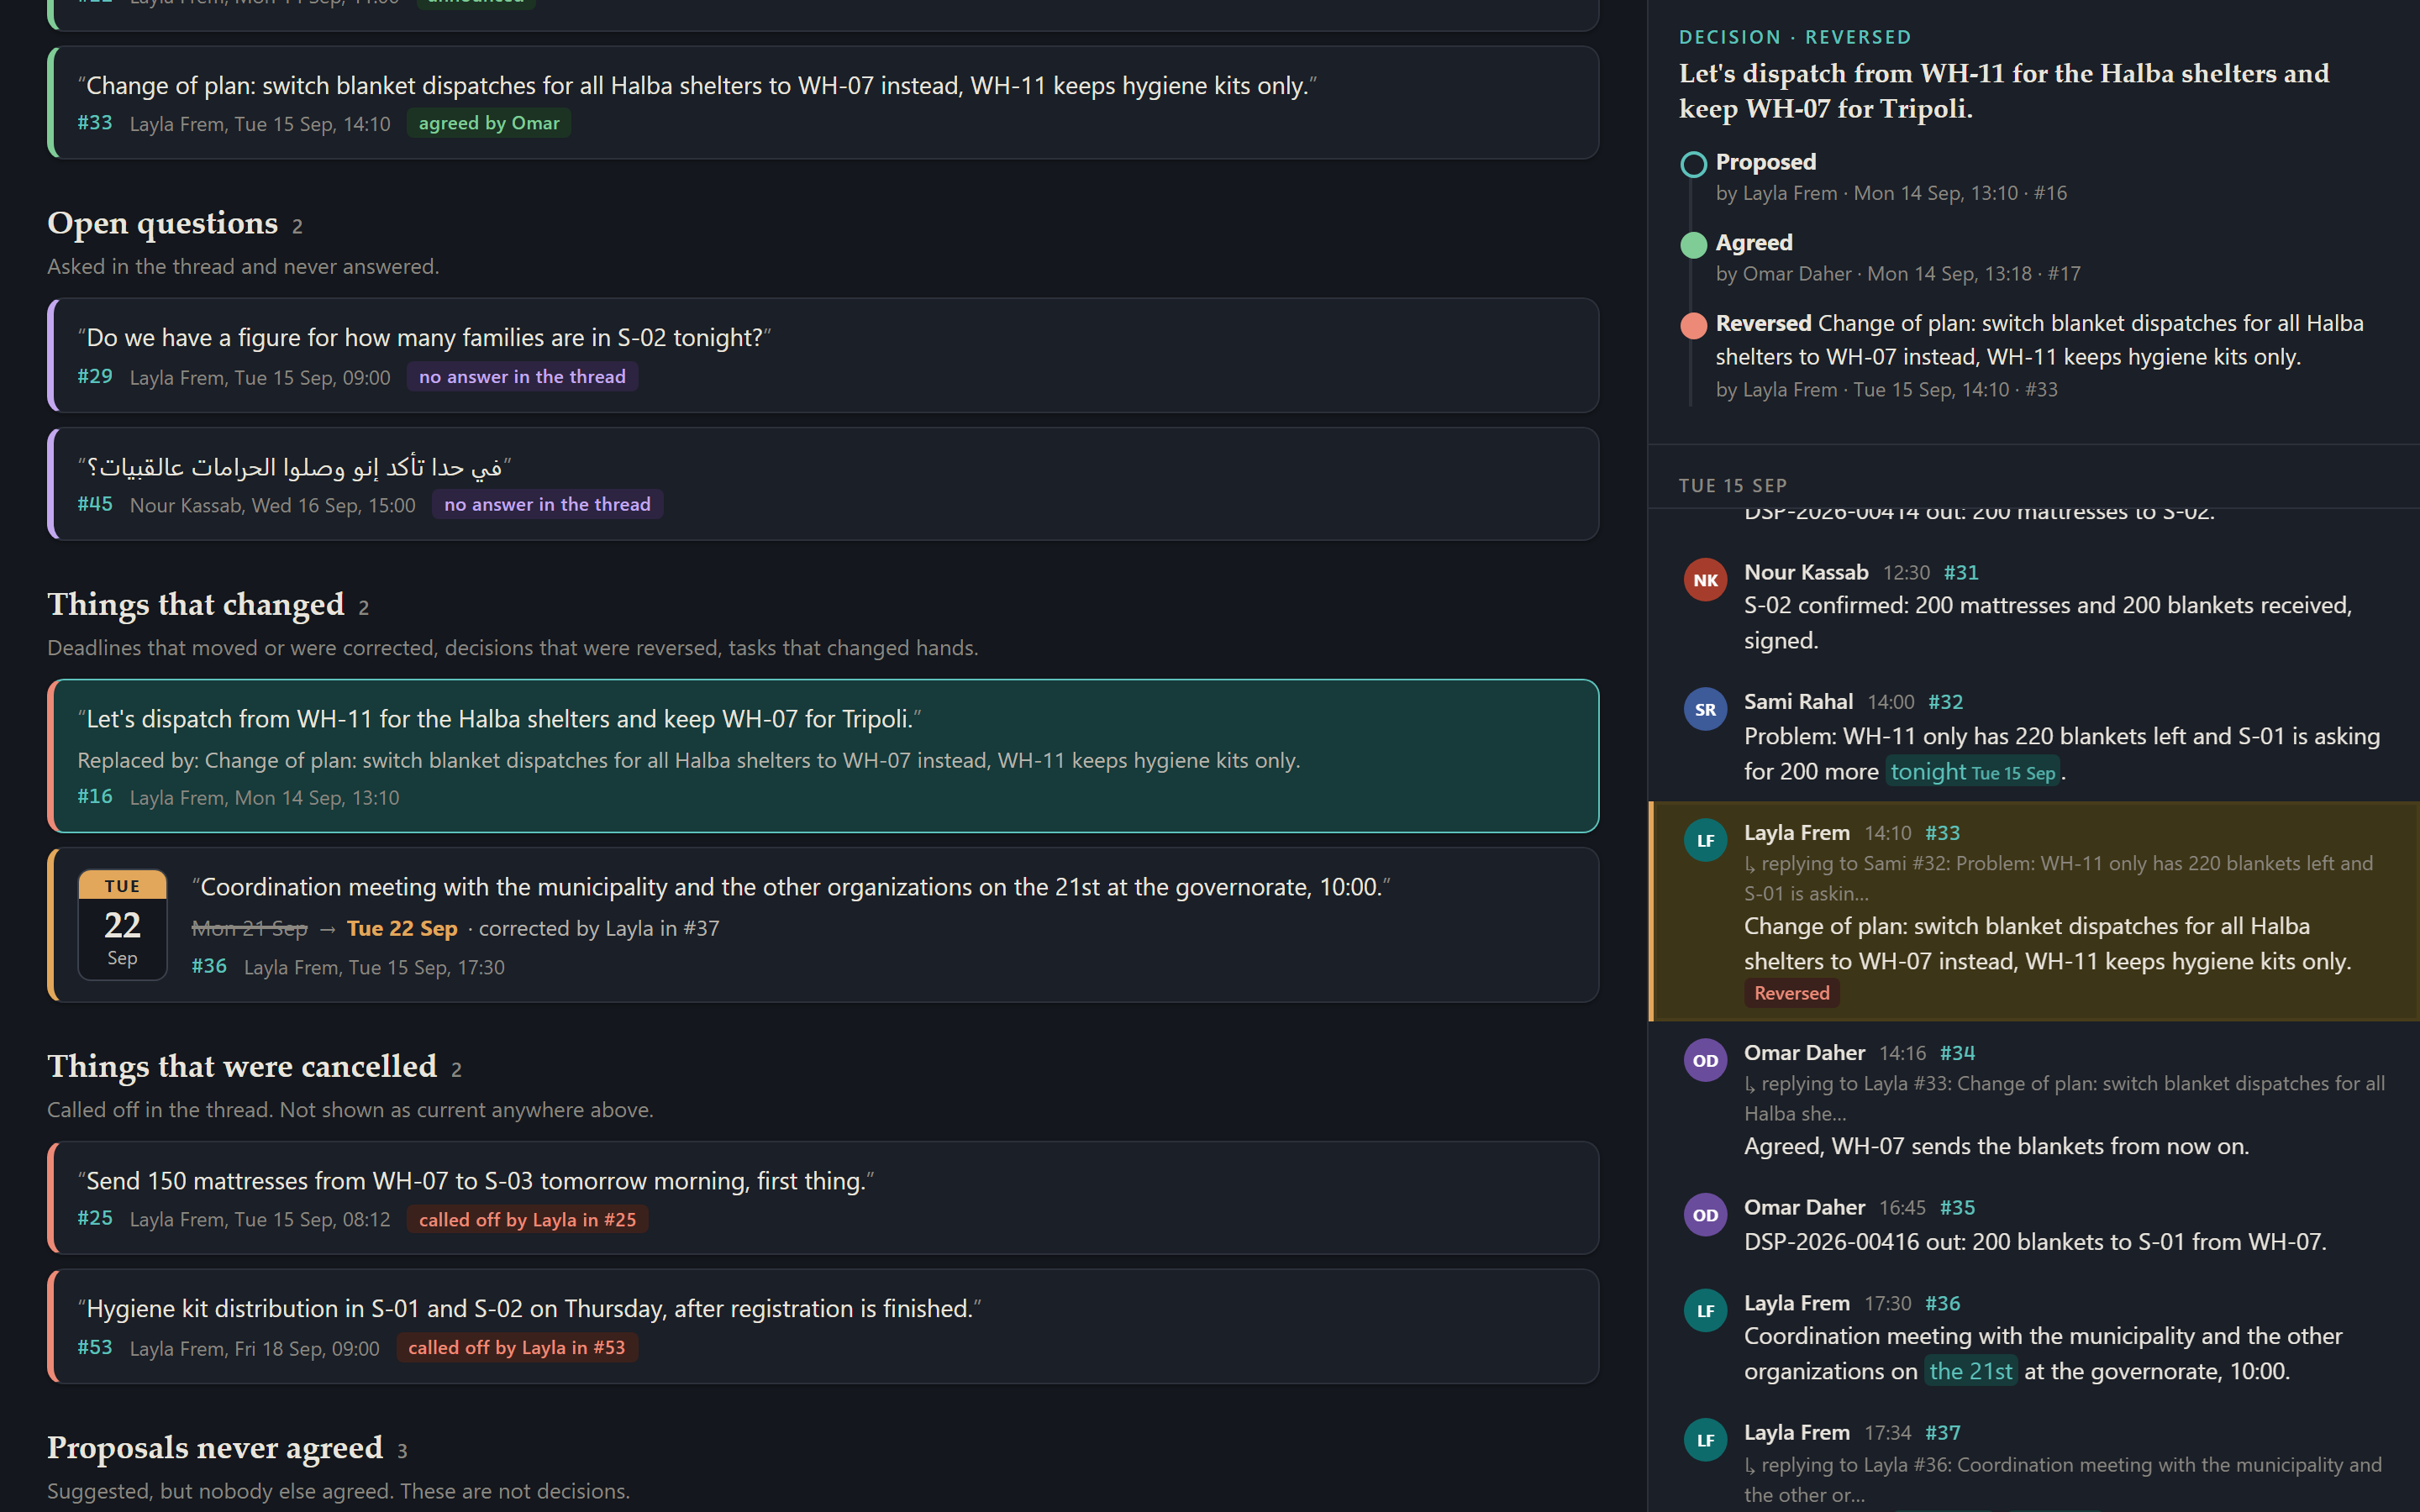 #22 Layla Frem, Mon 14 Sep, 11:00 announced
“Change of plan: switch blanket dispatches for all Halba shelters to WH-07 instead, WH-11 keeps hygiene kits only.”
#33 Layla Frem, Tue 15 Sep, 14:10 agreed by Omar
Open questions 2
Asked in the thread and never answered.
“Do we have a figure for how many families are in S-02 tonight?”
#29 Layla Frem, Tue 15 Sep, 09:00 no answer in the thread
“في حدا تأكد إنو وصلوا الحرامات عالقبيات؟”
#45 Nour Kassab, Wed 16 Sep, 15:00 no answer in the thread
Things that changed 2
Deadlines that moved or were corrected, decisions that were reversed, tasks that changed hands.
“Let's dispatch from WH-11 for the Halba shelters and keep WH-07 for Tripoli.”
Replaced by: Change of plan: switch blanket dispatches for all Halba shelters to WH-07 instead, WH-11 keeps hygiene kits only.
#16 Layla Frem, Mon 14 Sep, 13:10
TUE
22
Sep
“Coordination meeting with the municipality and the other organizations on the 21st at the governorate, 10:00.”
Mon 21 Sep → Tue 22 Sep · corrected by Layla in #37
#36 Layla Frem, Tue 15 Sep, 17:30
Things that were cancelled 2
Called off in the thread. Not shown as current anywhere above.
“Send 150 mattresses from WH-07 to S-03 tomorrow morning, first thing.”
#25 Layla Frem, Tue 15 Sep, 08:12 called off by Layla in #25
“Hygiene kit distribution in S-01 and S-02 on Thursday, after registration is finished.”
#53 Layla Frem, Fri 18 Sep, 09:00 called off by Layla in #53
Proposals never agreed 3
Suggested, but nobody else agreed. These are not decisions.
DECISION · REVERSED
Let's dispatch from WH-11 for the Halba shelters and
keep WH-07 for Tripoli.
Proposed
by Layla Frem · Mon 14 Sep, 13:10 · #16
Agreed
by Omar Daher · Mon 14 Sep, 13:18 · #17
Reversed Change of plan: switch blanket dispatches for all Halba
shelters to WH-07 instead, WH-11 keeps hygiene kits only.
by Layla Frem · Tue 15 Sep, 14:10 · #33
TUE 15 SEP
DSP-2026-00414 out: 200 mattresses to S-02.
NK
Nour Kassab 12:30 #31
S-02 confirmed: 200 mattresses and 200 blankets received,
signed.
SR
Sami Rahal 14:00 #32
Problem: WH-11 only has 220 blankets left and S-01 is asking
for 200 more tonight Tue 15 Sep.
LF
Layla Frem 14:10 #33
↳ replying to Sami #32: Problem: WH-11 only has 220 blankets left and
S-01 is askin...
Change of plan: switch blanket dispatches for all Halba
shelters to WH-07 instead, WH-11 keeps hygiene kits only.
Reversed
OD
Omar Daher 14:16 #34
↳ replying to Layla #33: Change of plan: switch blanket dispatches for all
Halba she...
Agreed, WH-07 sends the blankets from now on.
OD
Omar Daher 16:45 #35
DSP-2026-00416 out: 200 blankets to S-01 from WH-07.
LF
Layla Frem 17:30 #36
Coordination meeting with the municipality and the other
organizations on the 21st at the governorate, 10:00.
LF
Layla Frem 17:34 #37
↳ replying to Layla #36: Coordination meeting with the municipality and
the other or...